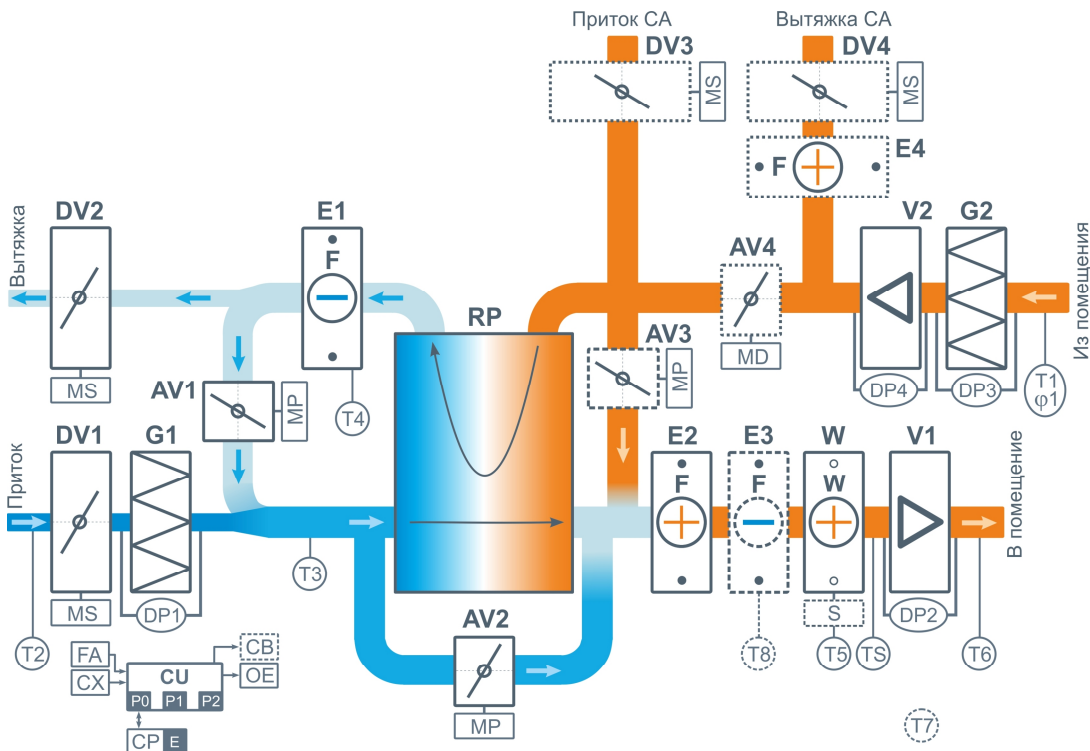 Приток СА
Вытяжка СА
DV3
DV4
MS
MS
E4
F
DV2
E1
V2
G2
Вытяжка
F
AV4
RP
AV3
MD
MP
DP4
DP3
T1
φ1
Из помещения
MS
AV1
MP
T4
DV1
G1
E2
E3
W
V1
Приток
F
F
W
В помещение
T3
MS
DP1
AV2
S
DP2
T2
T8
T5
TS
T6
FA
CB
CX
CU
OE
P0
P1
P2
MP
T7
CP
E